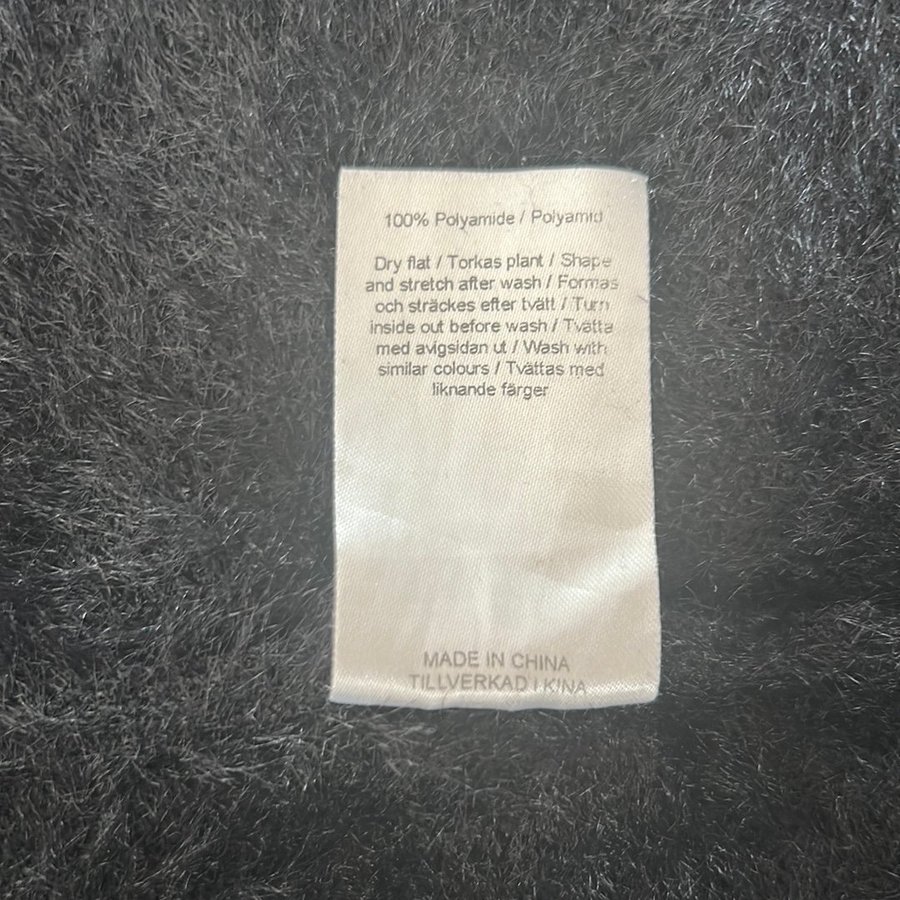 100% Polyamide / Polyamid
Dry flat / Torkas plant / Shape
and stretch after wash / Formas
och sträckes efter tvätt / Turn
inside out before wash / Tvätta
med avigsidan ut / Wash with
similar colours / Tvättas med
liknande färger
MADE IN CHINA
TILLVERKAD I KINA